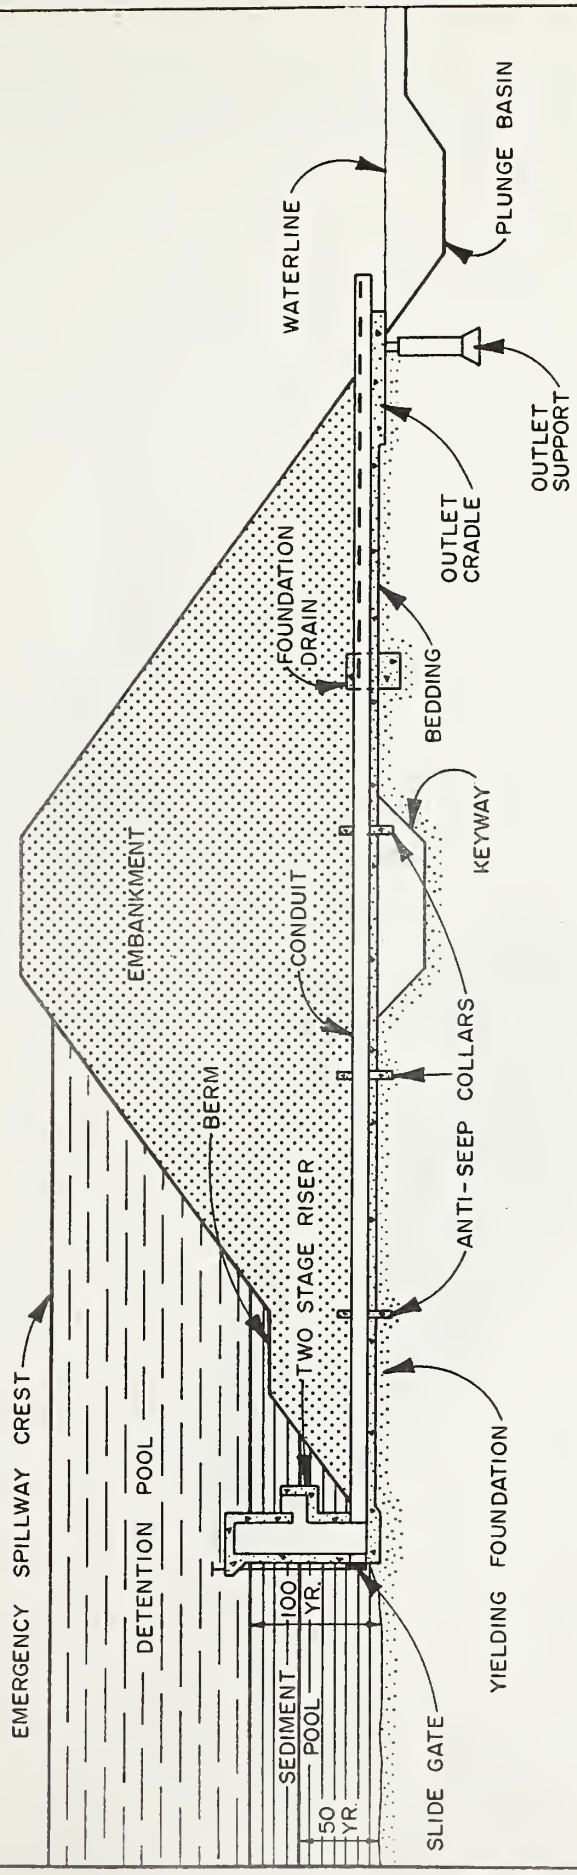 EMERGENCY SPILLWAY CREST
DETENTION POOL
BERM
EMBANKMENT
WATERLINE
SEDIMENT
POOL
100
YR.
50
YR.
TWO STAGE RISER
CONDUIT
FOUNDATION
DRAIN
SLIDE GATE
YIELDING FOUNDATION
ANTI-SEEP COLLARS
KEYWAY
BEDDING
OUTLET
CRADLE
OUTLET
SUPPORT
PLUNGE BASIN